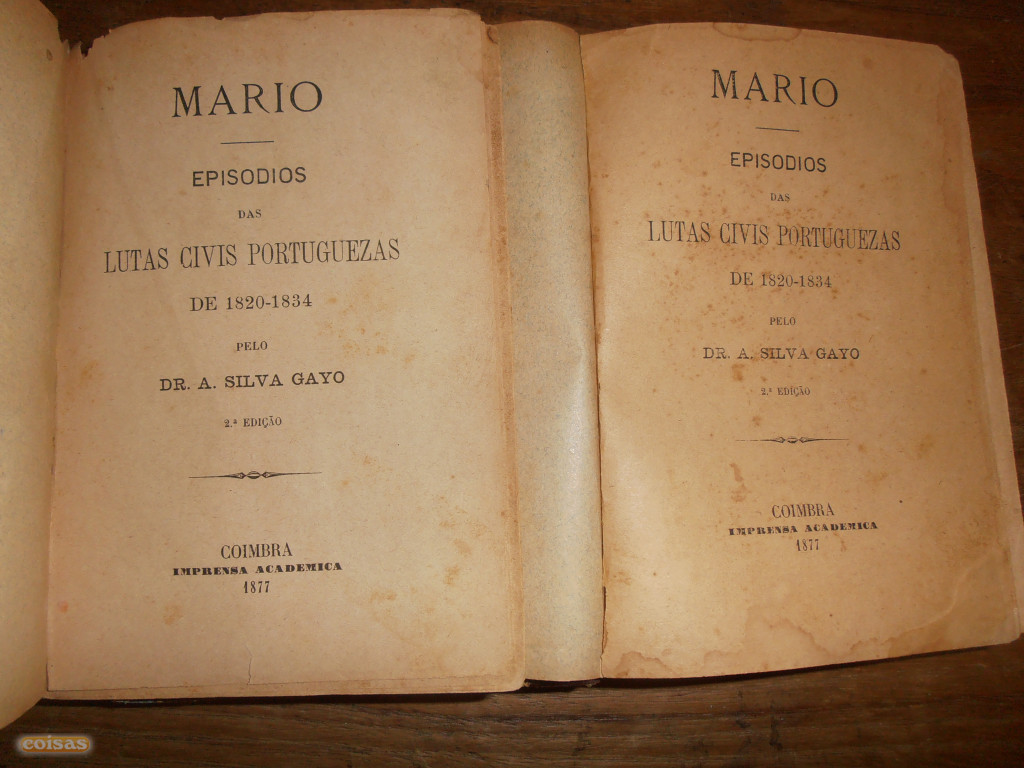 MARIO
EPISODIOS
DAS
LUTAS CIVIS PORTUGUEZAS
DE 1820-1834
PELO
DR. A. SILVA GAYO
2.ª EDIÇÃO
COIMBRA
IMPRENSA ACADEMICA
1877
MARIO
EPISODIOS
DAS
LUTAS CIVIS PORTUGUEZAS
DE 1820-1834
PELO
DR. A. SILVA GAYO
2.ª EDIÇÃO
COIMBRA
IMPRENSA ACADEMICA
1877
coisas